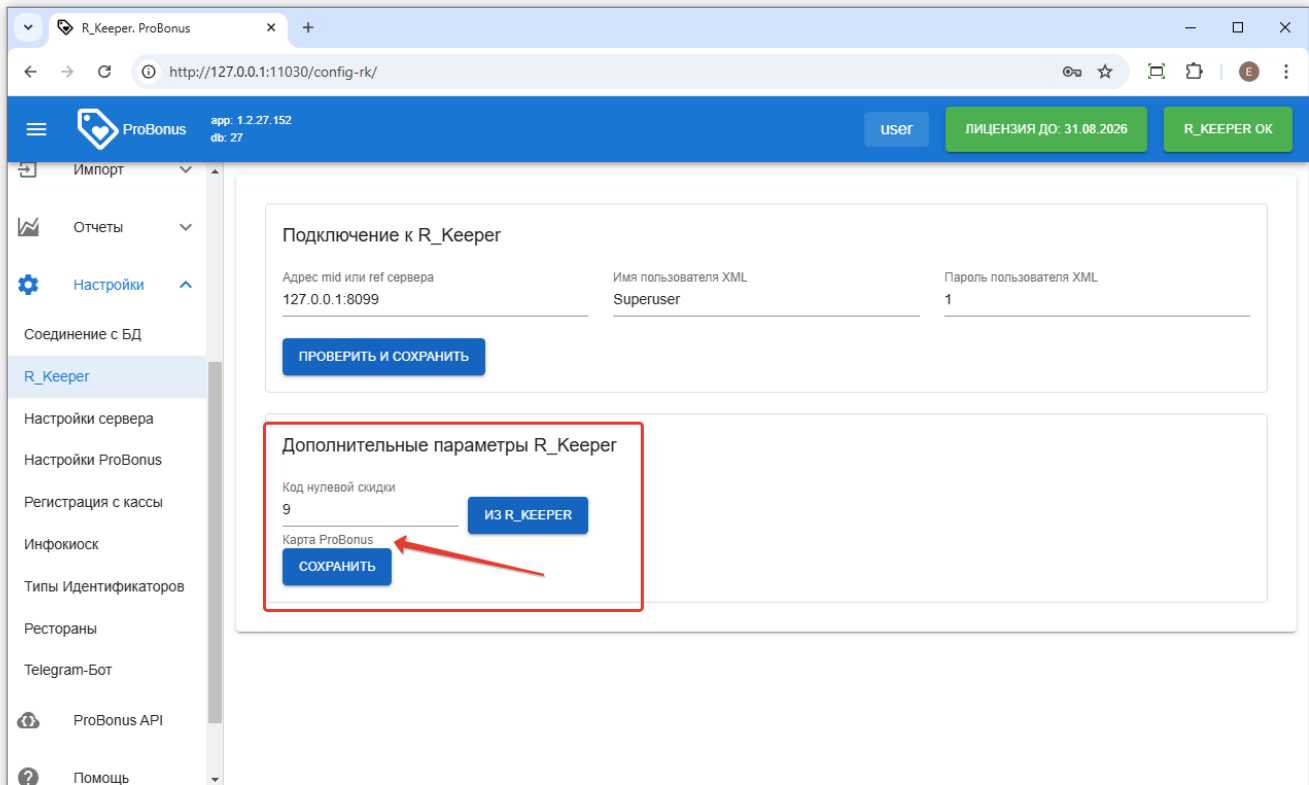 R_Keeper. ProBonus
http://127.0.0.1:11030/config-rk/
E
ProBonus
app: 1.2.27.152
db: 27
user
ЛИЦЕНЗИЯ ДО: 31.08.2026
R_KEEPER ОК
Импорт
Отчеты
Настройки
Соединение с БД
R_Keeper
Настройки сервера
Настройки ProBonus
Регистрация с кассы
Инфокиоск
Типы Идентификаторов
Рестораны
Telegram-Бот
ProBonus API
Помощь
Подключение к R_Keeper
Адрес mid или ref сервера
Имя пользователя XML
Пароль пользователя XML
127.0.0.1:8099
Superuser
1
ПРОВЕРИТЬ И СОХРАНИТЬ
Дополнительные параметры R_Keeper
Код нулевой скидки
9
ИЗ R_KEEPER
Карта ProBonus
СОХРАНИТЬ